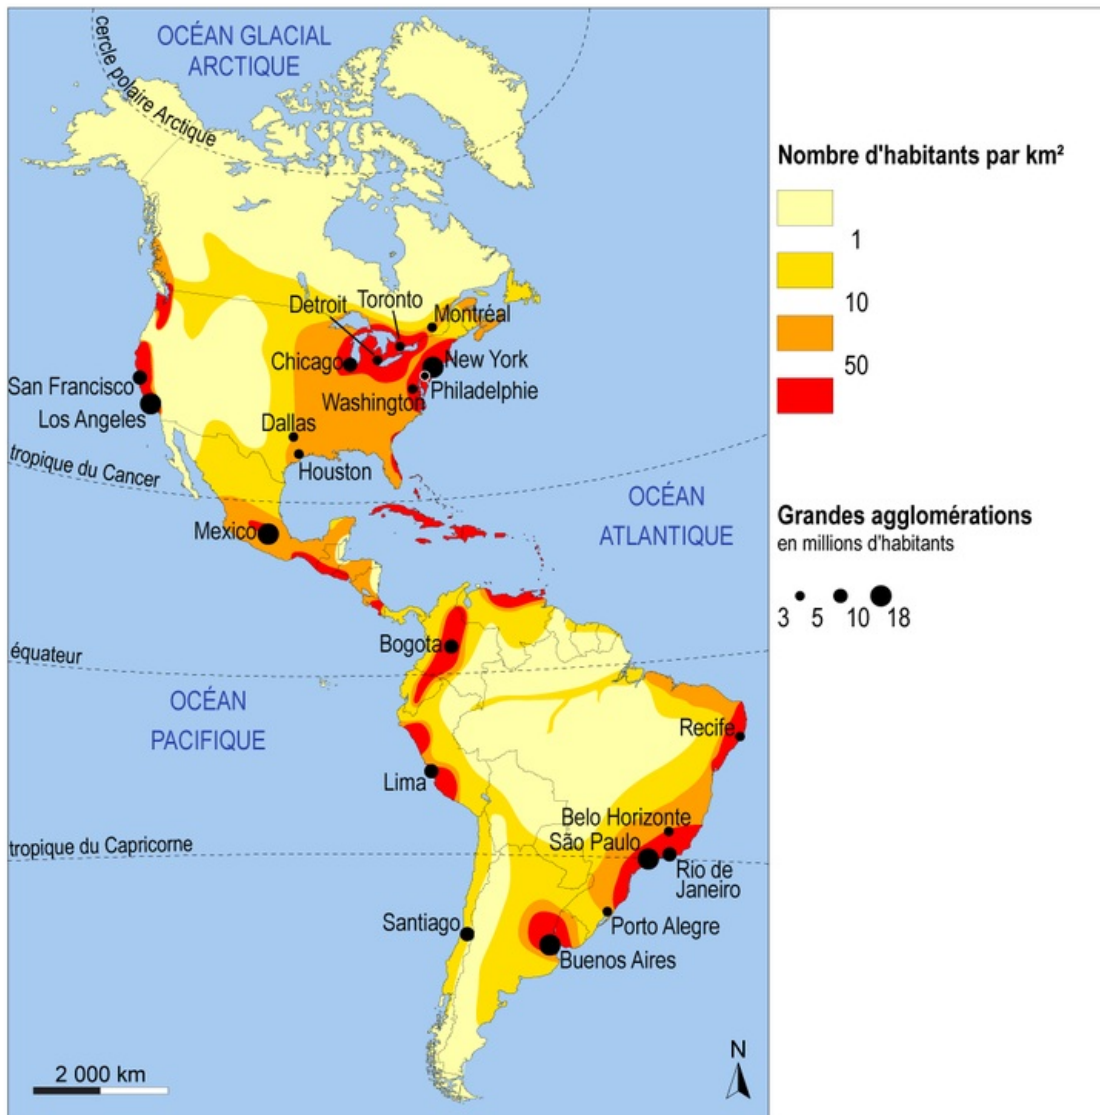 OCÉAN GLACIAL
ARCTIQUE
cercle polaire Arctique
Nombre d'habitants par km²
1
10
50
Detroit
Toronto
Montréal
Chicago
New York
Philadelphie
Washington
San Francisco
Los Angeles
Dallas
Houston
tropique du Cancer
Mexico
OCÉAN
ATLANTIQUE
Grandes agglomérations
en millions d'habitants
3 5 10 18
Bogota
équateur
OCÉAN
PACIFIQUE
Recife
Lima
Belo Horizonte
São Paulo
tropique du Capricorne
Rio de
Janeiro
Santiago
Porto Alegre
Buenos Aires
N
2 000 km